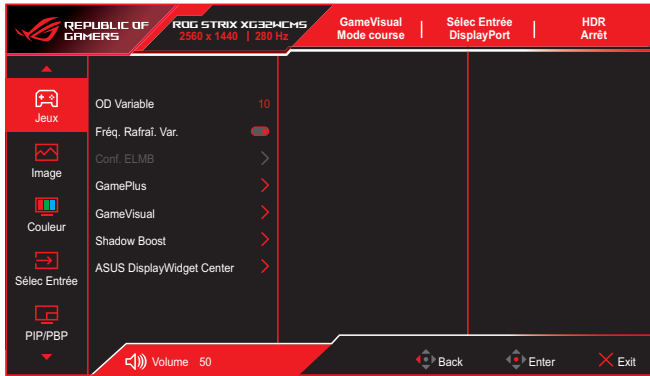 REPUBLIC OF
GAMERS
ROG STRIX XG32WCMS
2560 x 1440 | 280 Hz
GameVisual
Mode course
Sélec Entrée
DisplayPort
HDR
Arrêt
Jeux
Image
Couleur
Sélec Entrée
PIP/PBP
OD Variable 10
Fréq. Rafraî. Var.
Conf. ELMB
GamePlus
GameVisual
Shadow Boost
ASUS DisplayWidget Center
Volume 50
Back
Enter
Exit